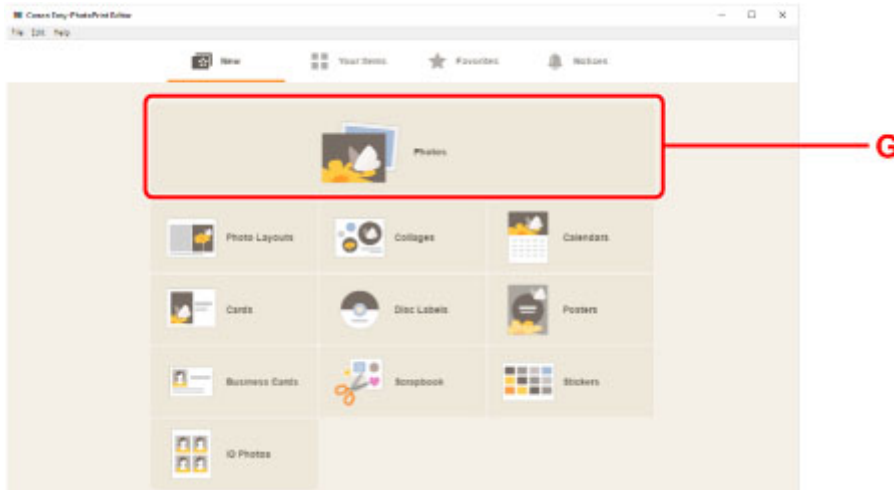 Canon Easy-PhotoPrint Editor
File Edit Help
New Your Items Favorites Notices
Photos
G
Photo Layouts Collages Calendars
Cards Disc Labels Posters
Business Cards Scrapbook Stickers
ID Photos